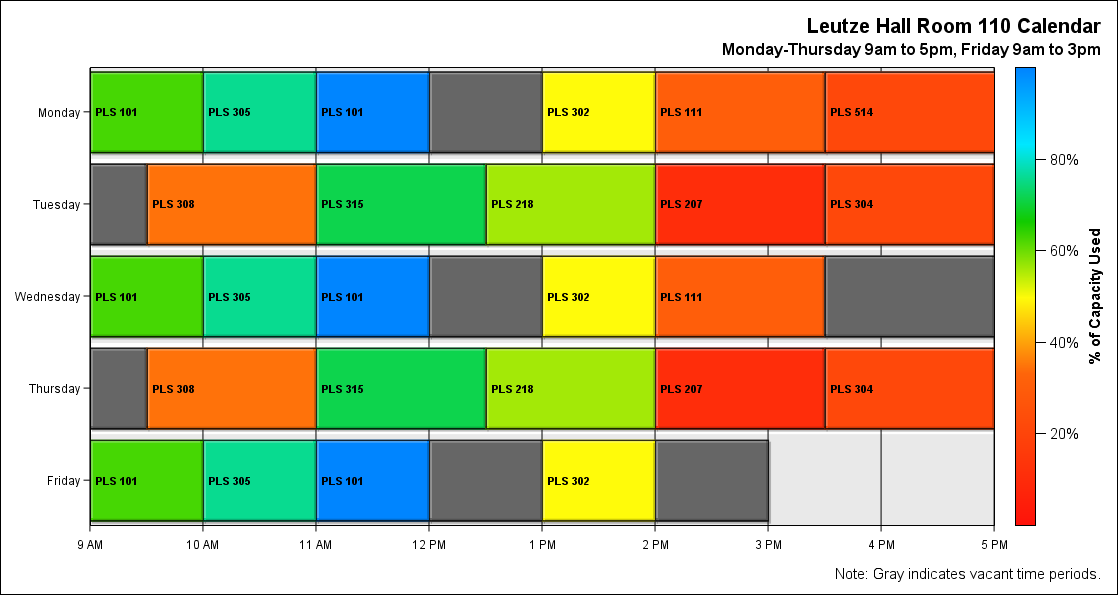 Leutze Hall Room 110 Calendar
Monday-Thursday 9am to 5pm, Friday 9am to 3pm
Monday
PLS 101
PLS 305
PLS 101
PLS 302
PLS 111
PLS 514
Tuesday
PLS 308
PLS 315
PLS 218
PLS 207
PLS 304
Wednesday
PLS 101
PLS 305
PLS 101
PLS 302
PLS 111
Thursday
PLS 308
PLS 315
PLS 218
PLS 207
PLS 304
Friday
PLS 101
PLS 305
PLS 101
PLS 302
9 AM
10 AM
11 AM
12 PM
1 PM
2 PM
3 PM
4 PM
5 PM
80%
60%
40%
20%
% of Capacity Used
Note: Gray indicates vacant time periods.